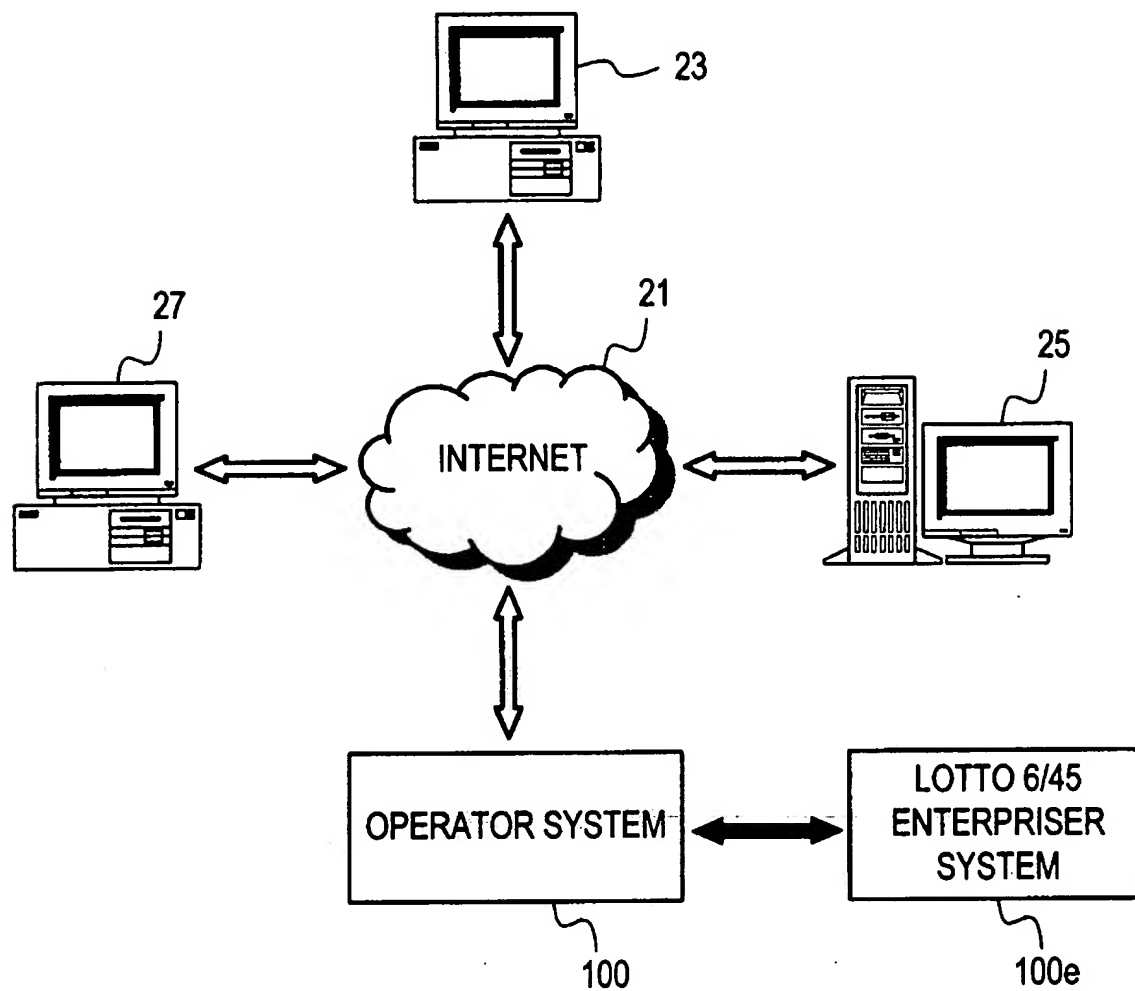 23
27
21
25
INTERNET
OPERATOR SYSTEM
LOTTO 6/45
ENTERPRISER
SYSTEM
100
100e